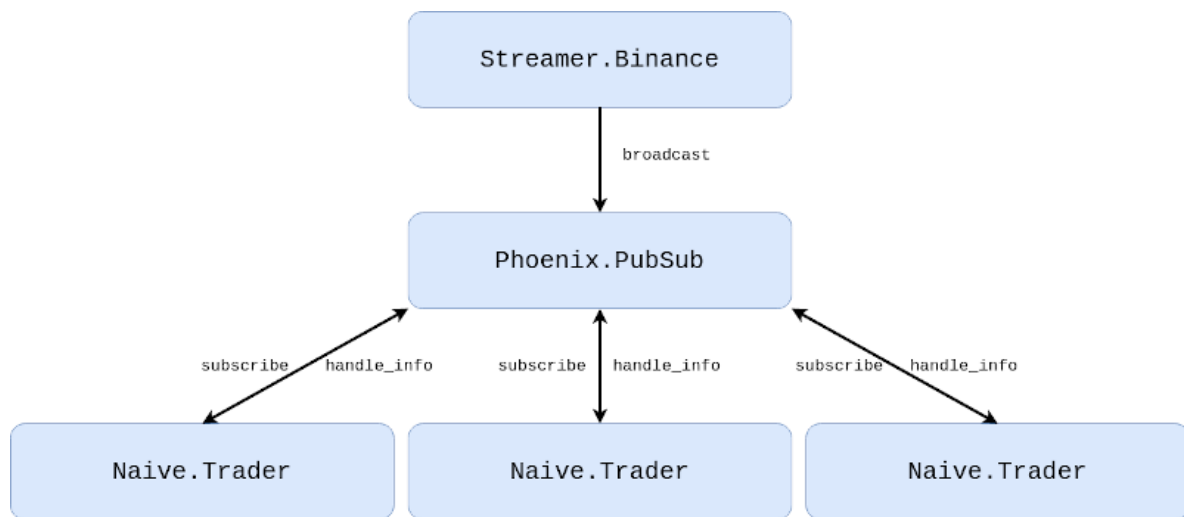 Streamer.Binance
broadcast
Phoenix.PubSub
subscribe handle_info subscribe handle_info subscribe handle_info
Naive.Trader Naive.Trader Naive.Trader